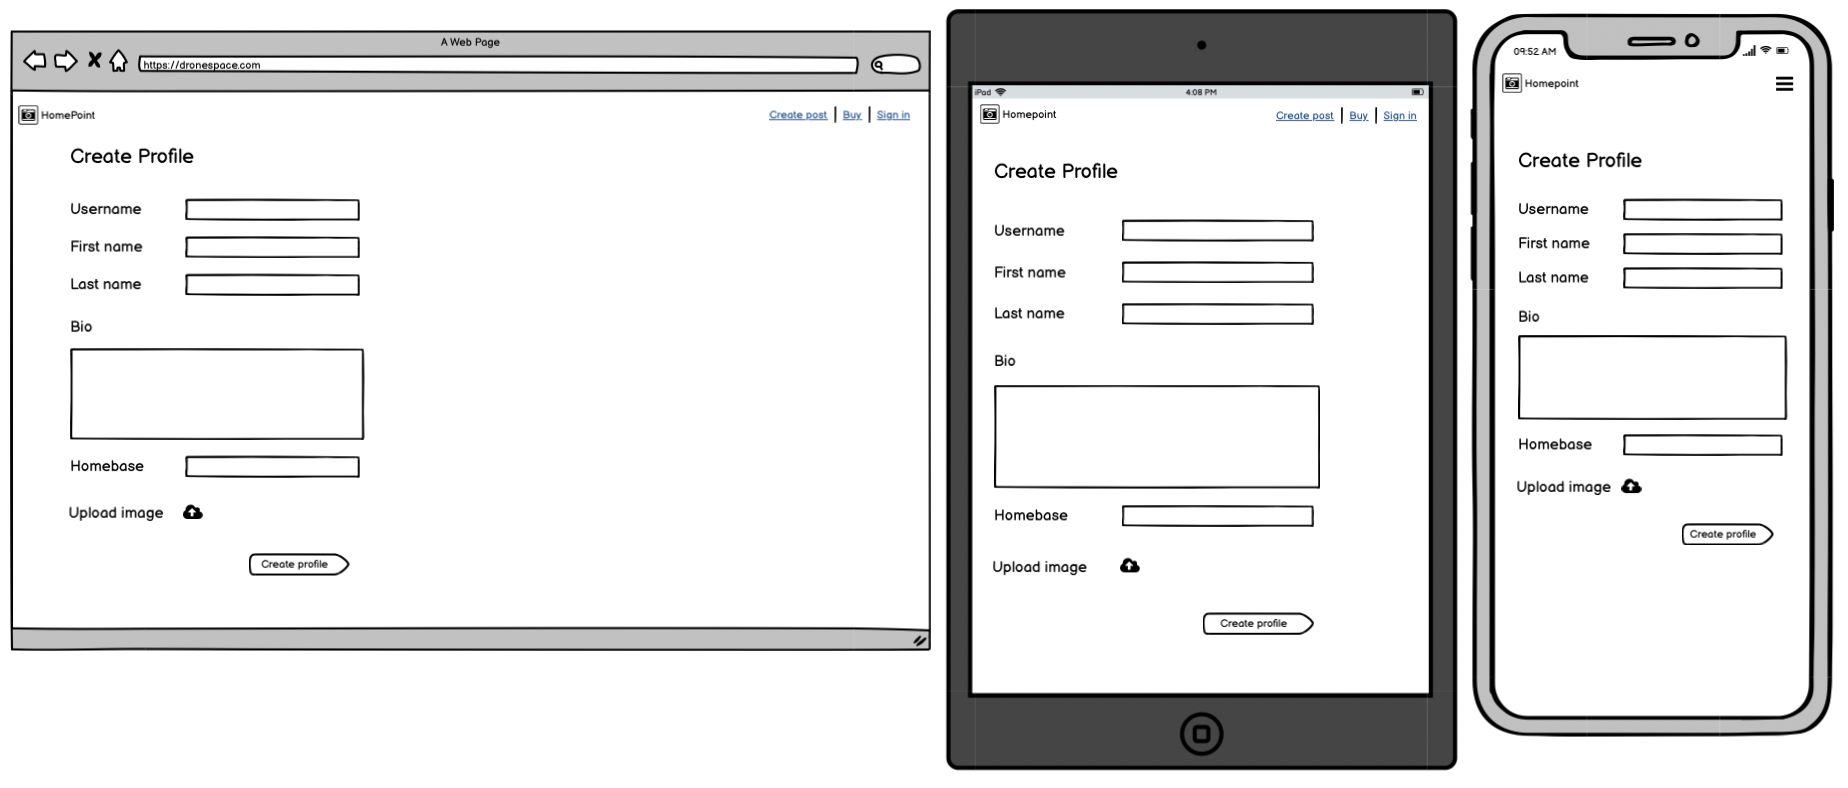 A Web Page
https://dronespace.com
HomePoint
Create post
Buy
Sign in
Create Profile
Username
First name
Last name
Bio
Homebase
Upload image
Create profile
iPad
4:08 PM
Homepoint
Create post
Buy
Sign in
Create Profile
Username
First name
Last name
Bio
Homebase
Upload image
Create profile
09:52 AM
Homepoint
Create Profile
Username
First name
Last name
Bio
Homebase
Upload image
Create profile